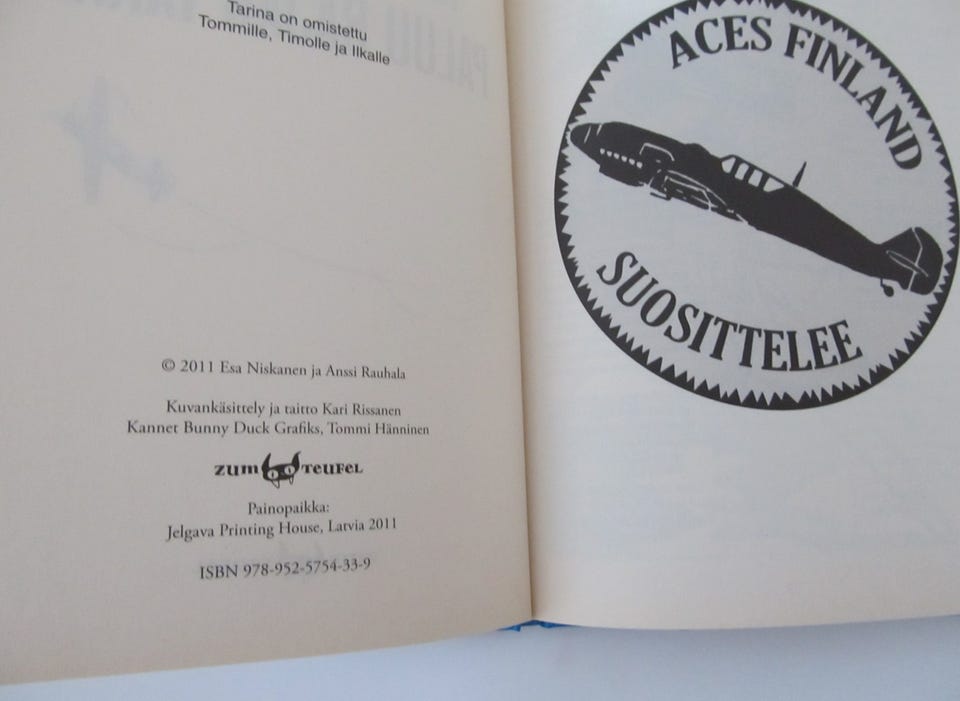 Tarina on omistettu
Tommille, Timolle ja Ilkalle
© 2011 Esa Niskanen ja Anssi Rauhala
Kuvankäsittely ja taitto Kari Rissanen
Kannet Bunny Duck Grafiks, Tommi Hänninen
ZUM TEUFEL
Painopaikka:
Jelgava Printing House, Latvia 2011
ISBN 978-952-5754-33-9
ACES FINLAND
SUOSITTELEE